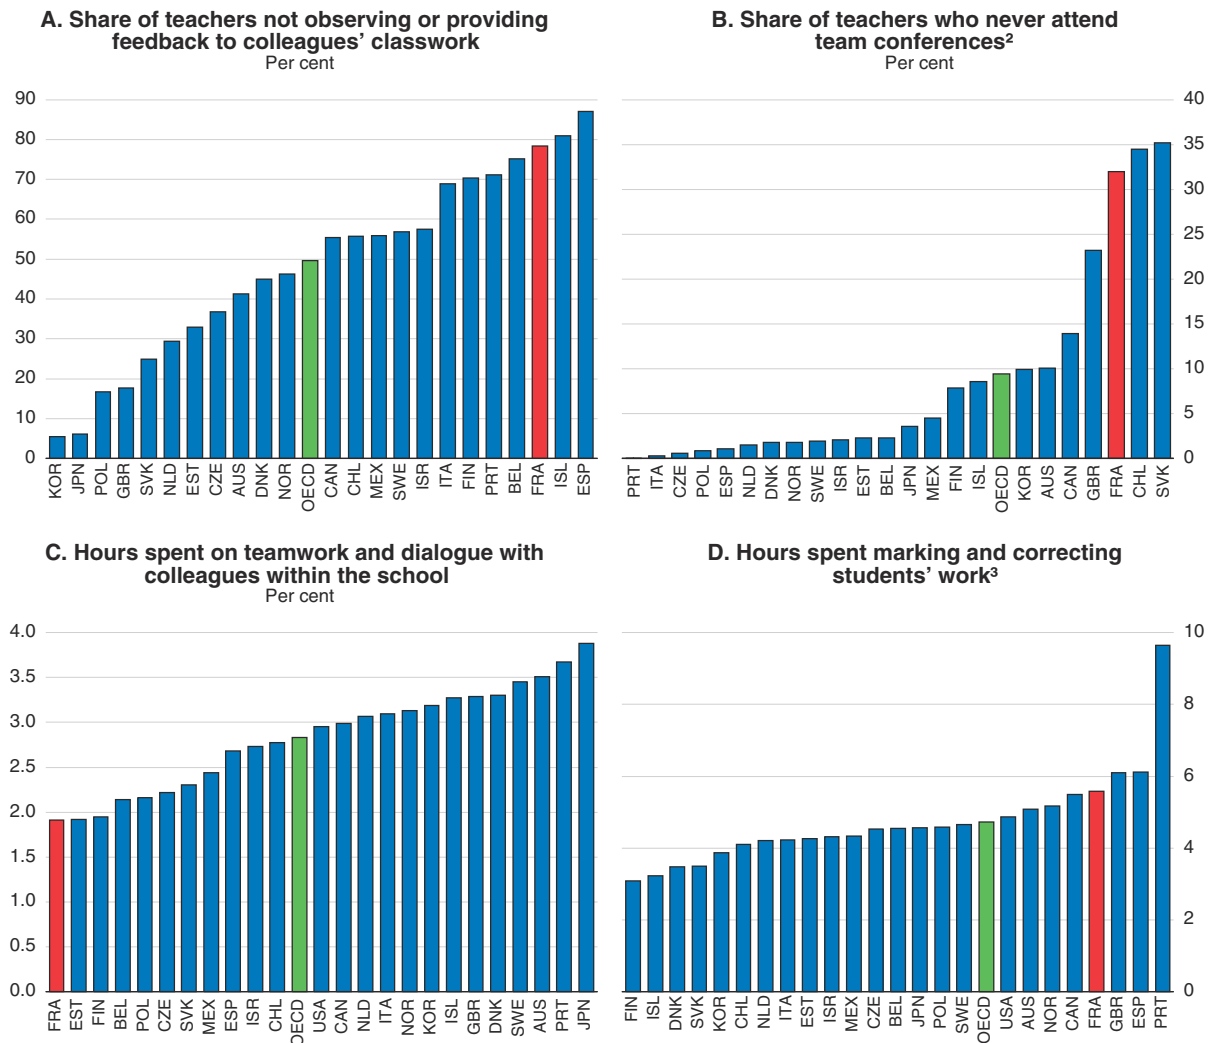 A. Share of teachers not observing or providing
feedback to colleagues' classwork
Per cent
90
80
70
60
50
40
30
20
10
0
KOR JPN POL GBR SVK NLD EST CZE AUS DNK NOR OECD CAN CHL MEX SWE ISR ITA FIN PRT BEL FRA ISL ESP
B. Share of teachers who never attend
team conferences²
Per cent
40
35
30
25
20
15
10
5
0
PRT ITA CZE POL ESP NLD DNK NOR SWE ISR EST BEL JPN MEX FIN ISL OECD KOR AUS CAN GBR FRA CHL SVK
C. Hours spent on teamwork and dialogue with
colleagues within the school
Per cent
4.0
3.5
3.0
2.5
2.0
1.5
1.0
0.5
0.0
FRA EST FIN BEL POL CZE SVK MEX ESP ISR CHL OECD USA CAN NLD ITA NOR KOR ISL GBR DNK SWE AUS PRT JPN
D. Hours spent marking and correcting
students' work³
10
8
6
4
2
0
FIN ISL DNK SVK KOR CHL NLD ITA EST ISR MEX CZE BEL JPN POL SWE OECD USA AUS NOR CAN FRA GBR ESP PRT